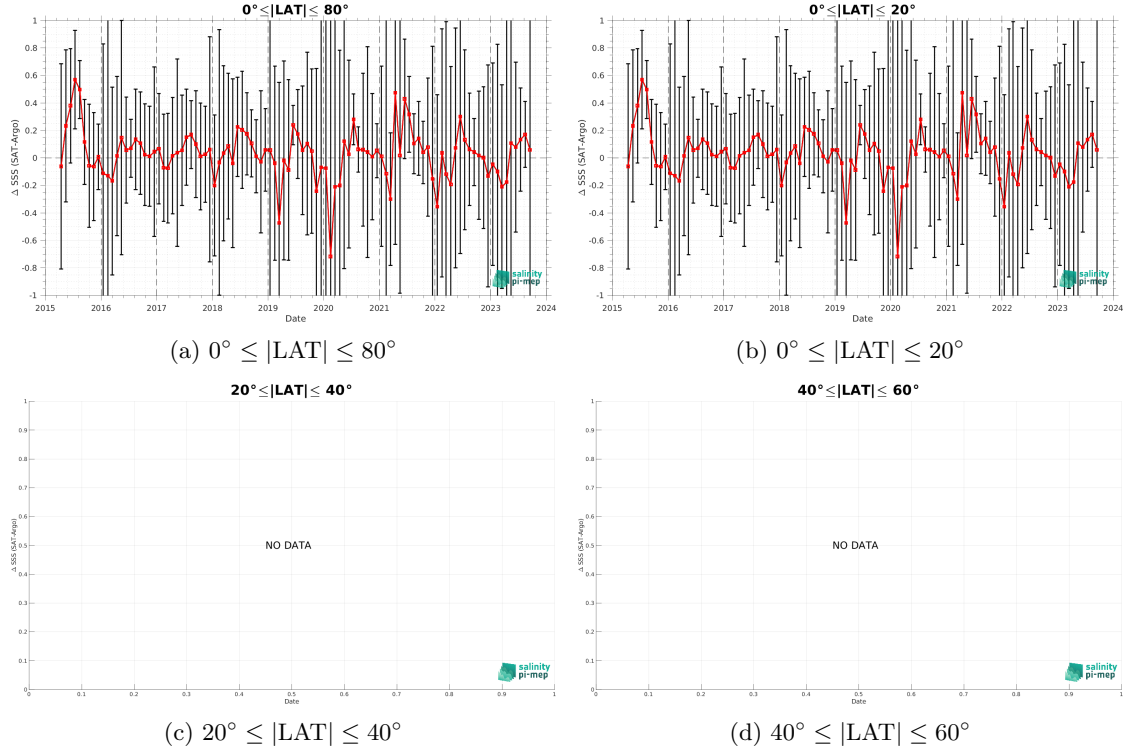 0°≤|LAT|≤ 80°
1
0.8
0.6
0.4
0.2
0
-0.2
-0.4
-0.6
-0.8
-1
Δ SSS (SAT-Argo)
2015 2016 2017 2018 2019 2020 2021 2022 2023 2024
Date
salinity
pi-mep
(a) 0° ≤ |LAT| ≤ 80°
0°≤|LAT|≤ 20°
1
0.8
0.6
0.4
0.2
0
-0.2
-0.4
-0.6
-0.8
-1
Δ SSS (SAT-Argo)
2015 2016 2017 2018 2019 2020 2021 2022 2023 2024
Date
salinity
pi-mep
(b) 0° ≤ |LAT| ≤ 20°
20°≤|LAT|≤ 40°
1
0.9
0.8
0.7
0.6
0.5
0.4
0.3
0.2
0.1
0
Δ SSS (SAT-Argo)
NO DATA
0 0.1 0.2 0.3 0.4 0.5 0.6 0.7 0.8 0.9 1
Date
salinity
pi-mep
(c) 20° ≤ |LAT| ≤ 40°
40°≤|LAT|≤ 60°
1
0.9
0.8
0.7
0.6
0.5
0.4
0.3
0.2
0.1
0
Δ SSS (SAT-Argo)
NO DATA
0 0.1 0.2 0.3 0.4 0.5 0.6 0.7 0.8 0.9 1
Date
salinity
pi-mep
(d) 40° ≤ |LAT| ≤ 60°